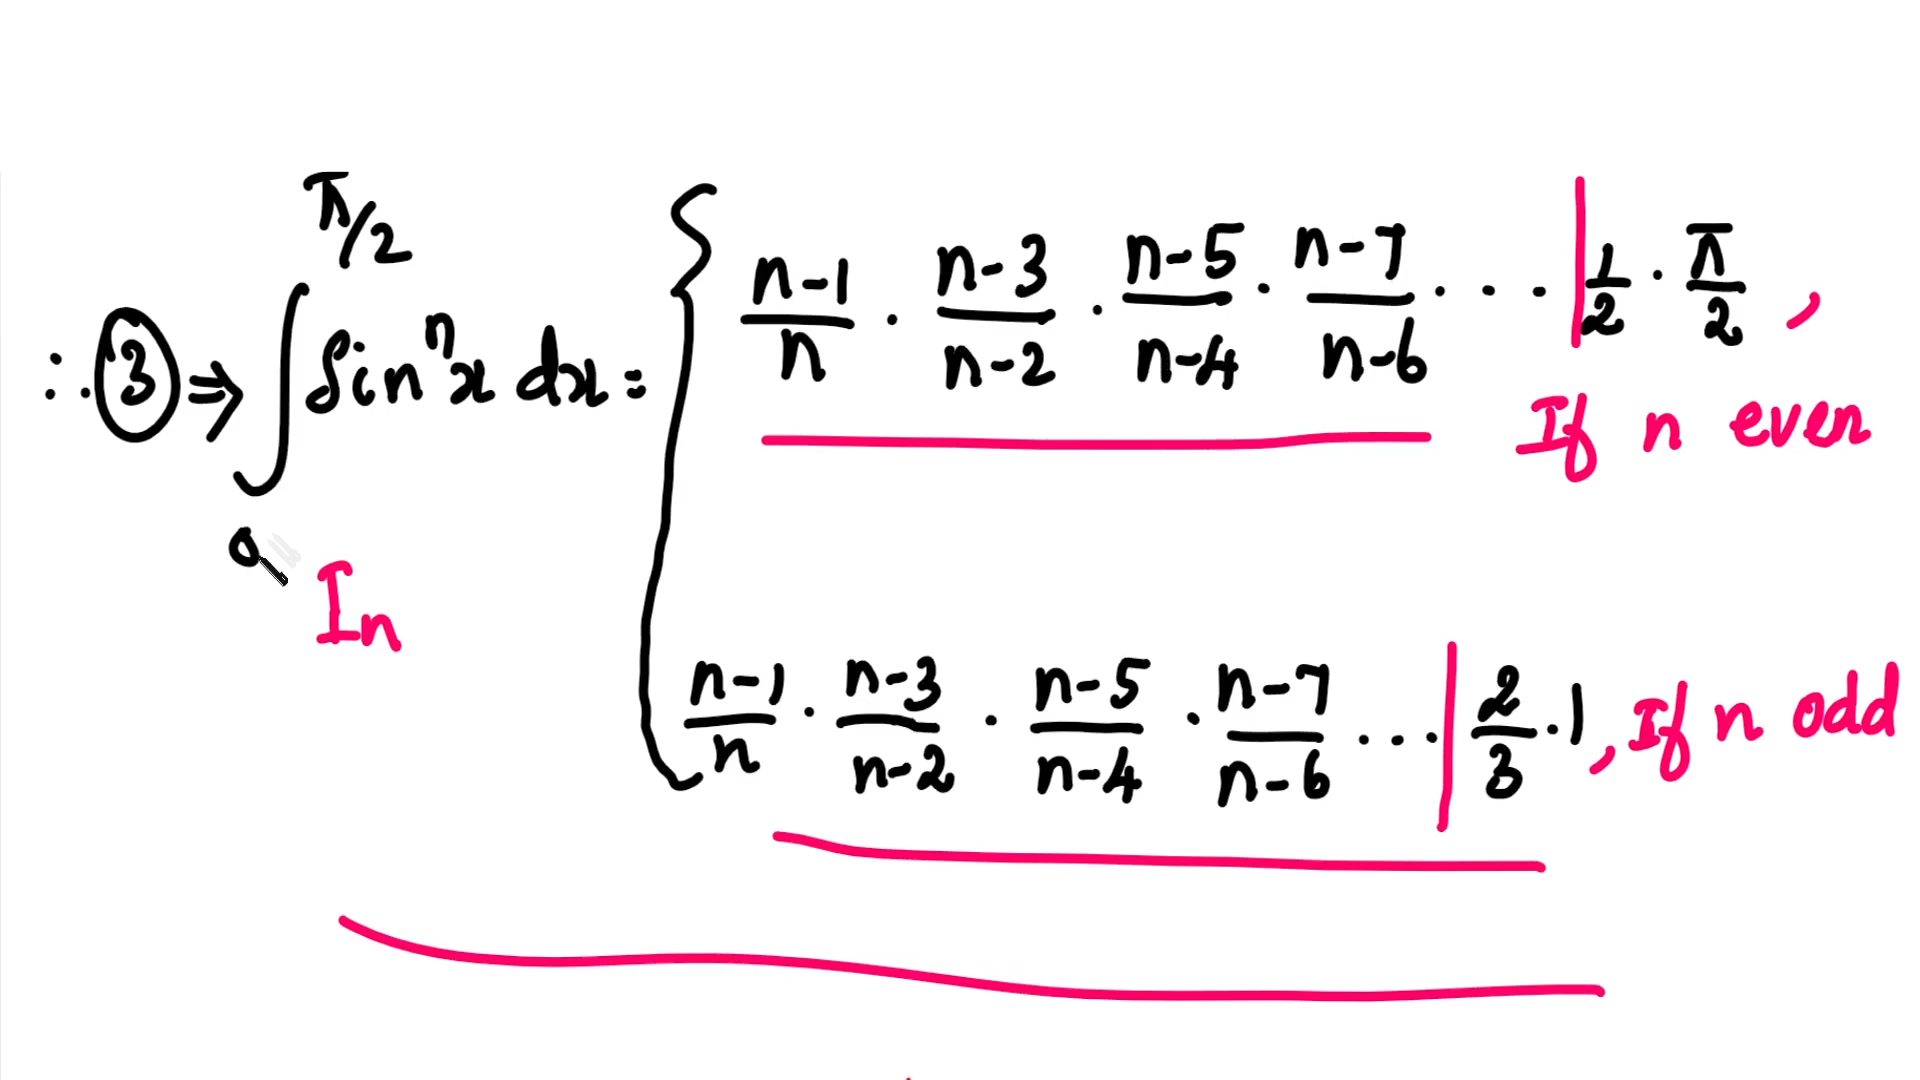 ∴ ③ ⇒ ∫₀^{π/2} Sinⁿx dx = { (n-1)/n · (n-3)/(n-2) · (n-5)/(n-4) · (n-7)/(n-6) · ... 1/2 · π/2 ,
If n even
In
(n-1)/n · (n-3)/(n-2) · (n-5)/(n-4) · (n-7)/(n-6) ... 2/3 · 1 , If n odd